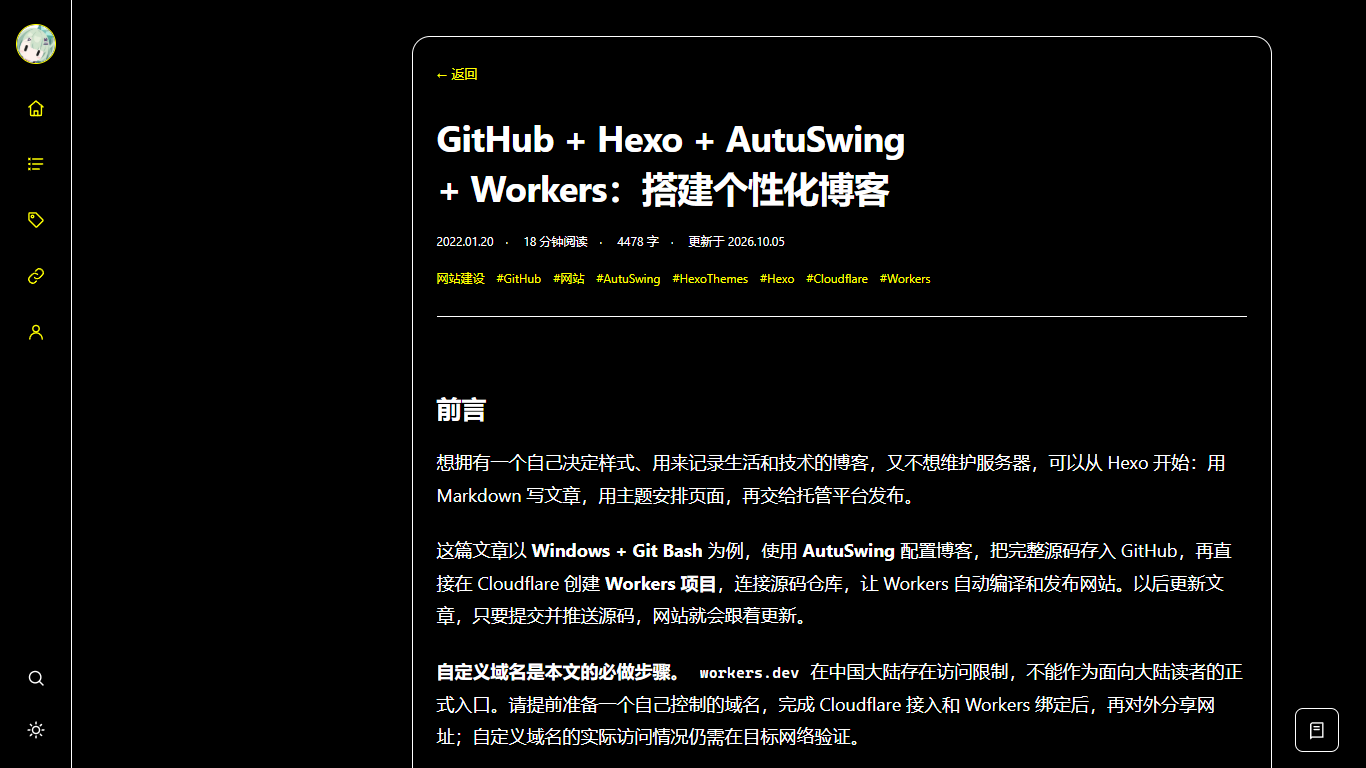 ← 返回
GitHub + Hexo + AutuSwing
+ Workers：搭建个性化博客
2022.01.20 · 18 分钟阅读 · 4478 字 · 更新于 2026.10.05
网站建设 #GitHub #网站 #AutuSwing #HexoThemes #Hexo #Cloudflare #Workers
前言
想拥有一个自己决定样式、用来记录生活和技术的博客，又不想维护服务器，可以从 Hexo 开始：用
Markdown 写文章，用主题安排页面，再交给托管平台发布。
这篇文章以 Windows + Git Bash 为例，使用 AutuSwing 配置博客，把完整源码存入 GitHub，再直
接在 Cloudflare 创建 Workers 项目，连接源码仓库，让 Workers 自动编译和发布网站。以后更新文
章，只要提交并推送源码，网站就会跟着更新。
自定义域名是本文的必做步骤。 workers.dev 在中国大陆存在访问限制，不能作为面向大陆读者的正
式入口。请提前准备一个自己控制的域名，完成 Cloudflare 接入和 Workers 绑定后，再对外分享网
址；自定义域名的实际访问情况仍需在目标网络验证。